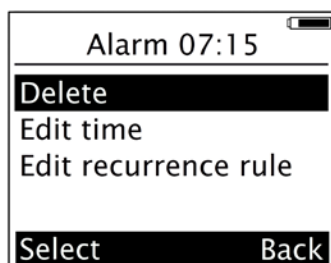 Alarm 07:15
Delete
Edit time
Edit recurrence rule
Select Back